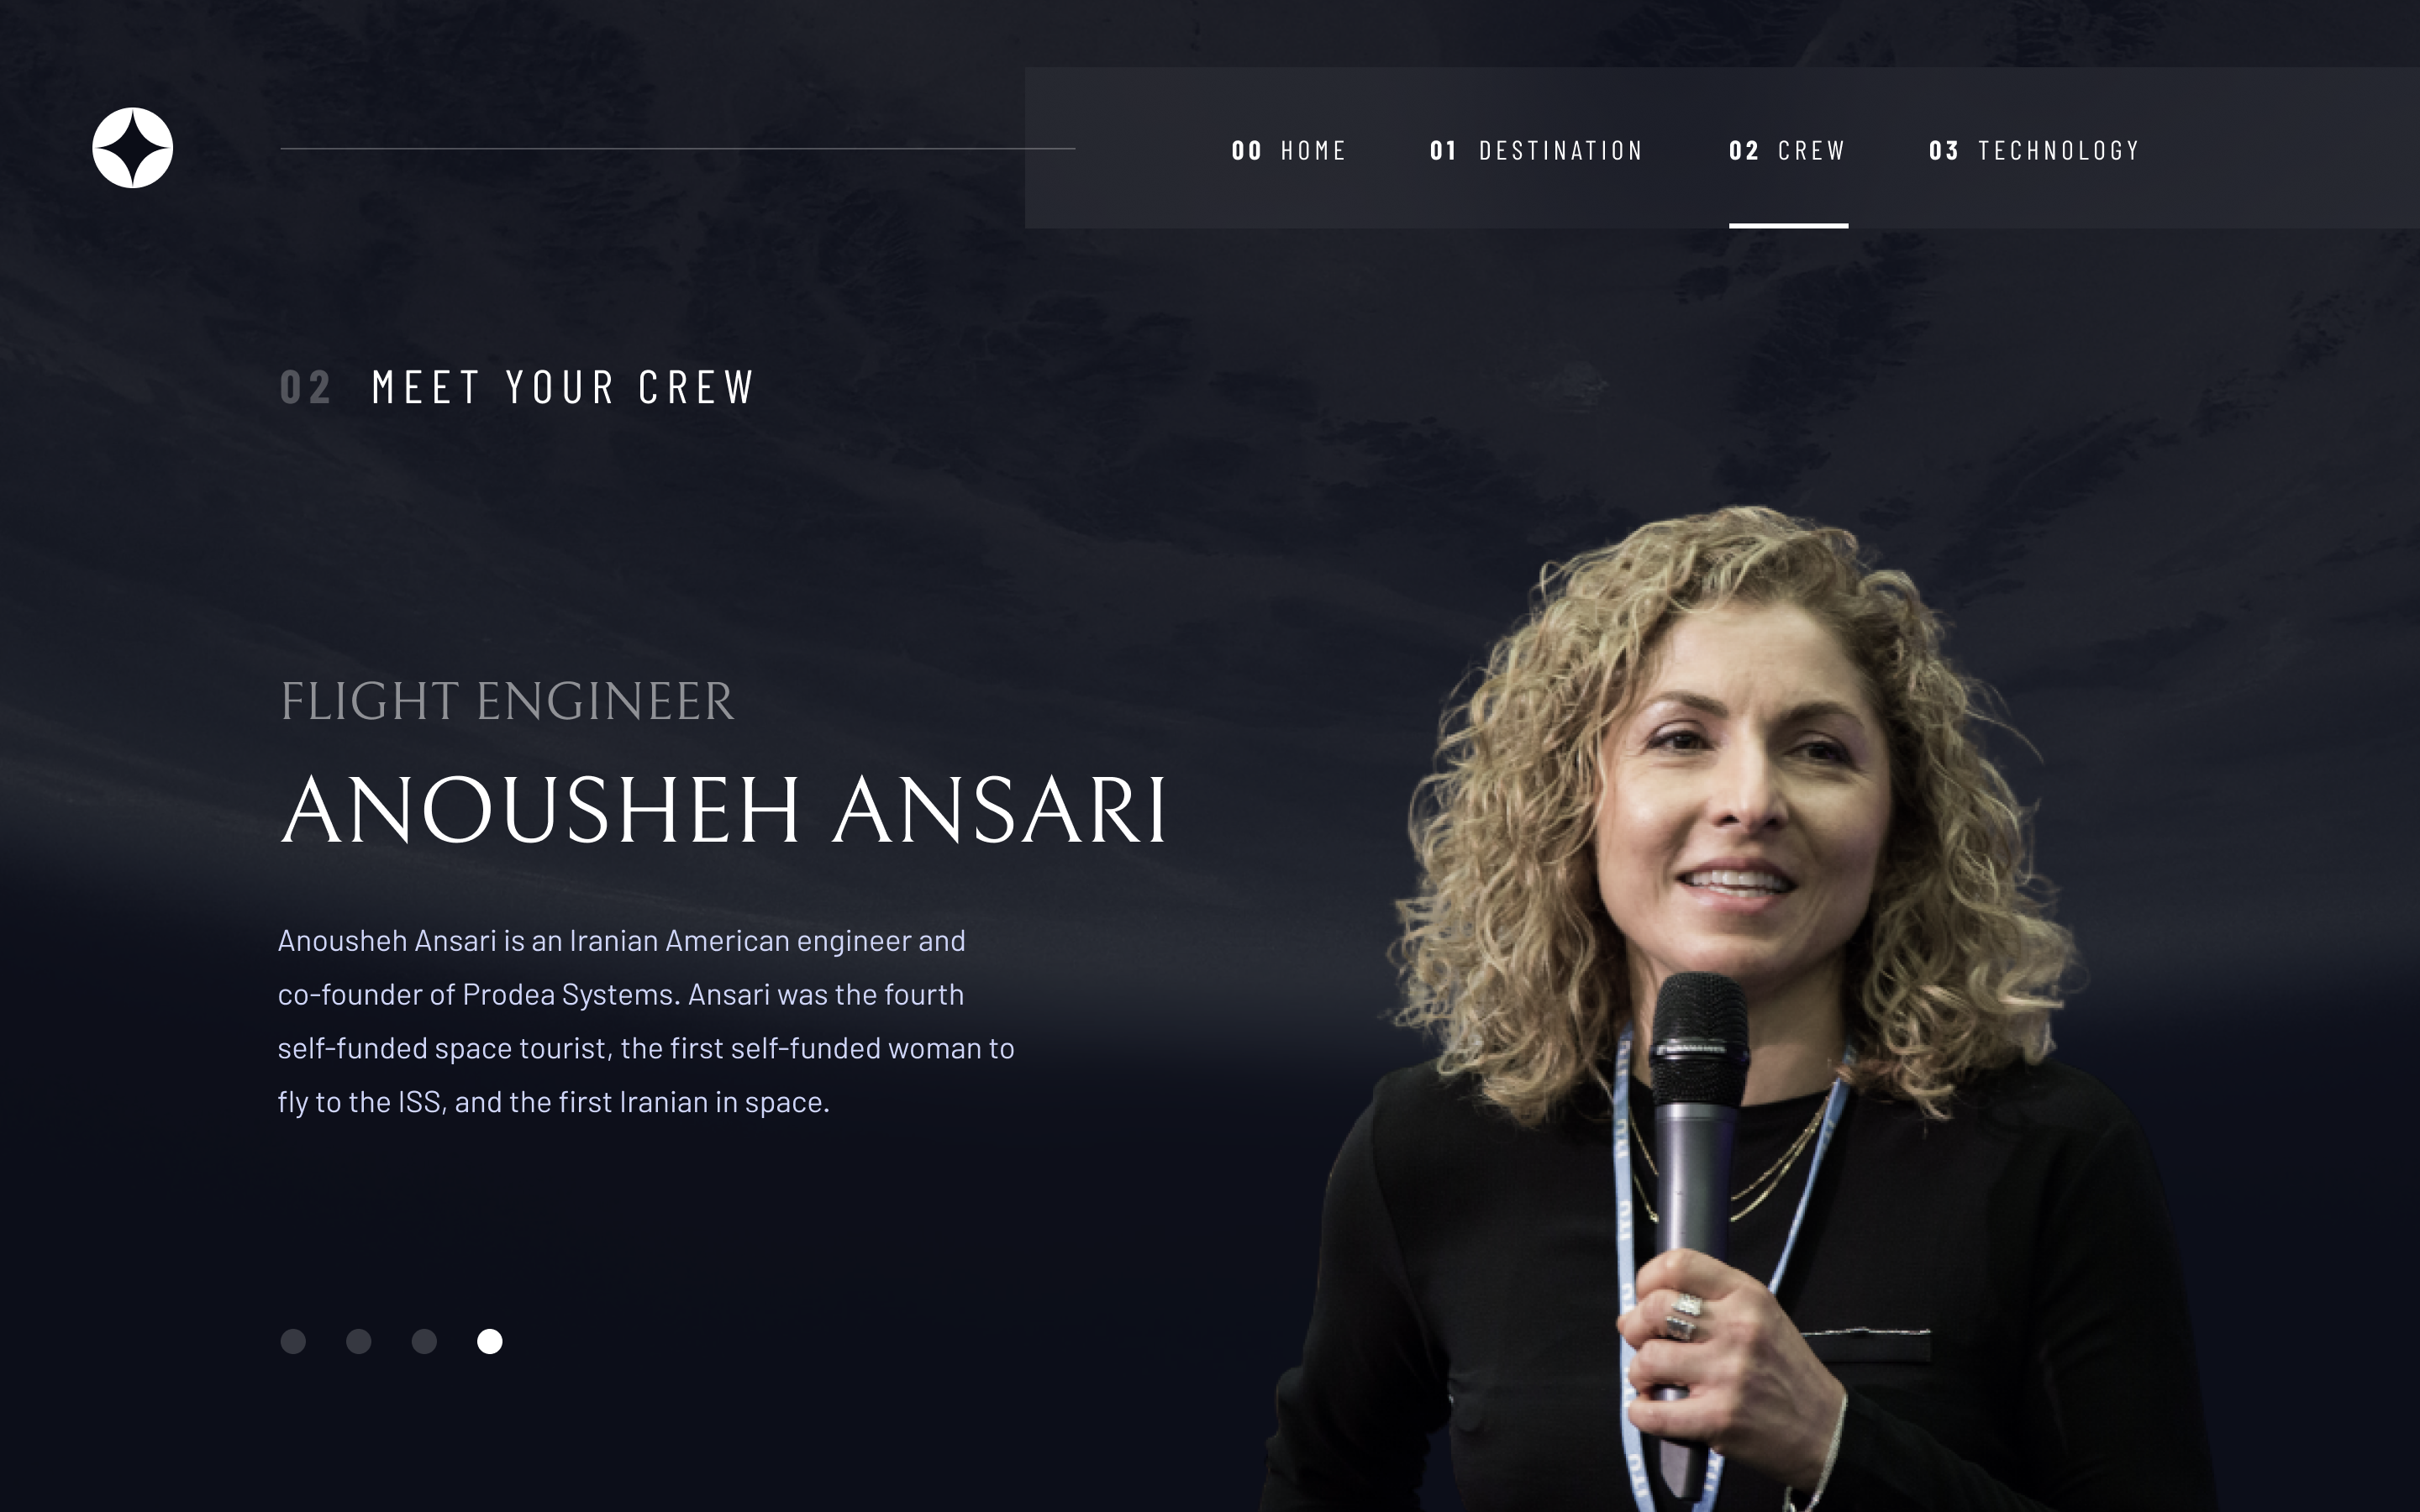 00 HOME 01 DESTINATION 02 CREW 03 TECHNOLOGY
02 MEET YOUR CREW
FLIGHT ENGINEER
ANOUSHEH ANSARI
Anousheh Ansari is an Iranian American engineer and
co-founder of Prodea Systems. Ansari was the fourth
self-funded space tourist, the first self-funded woman to
fly to the ISS, and the first Iranian in space.